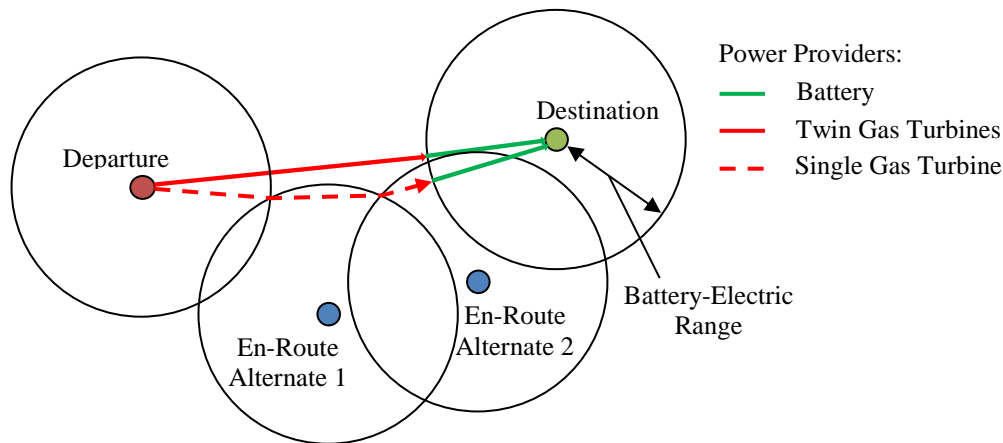 Power Providers:
Battery
Twin Gas Turbines
Single Gas Turbine
Destination
Departure
En-Route
Alternate 1
En-Route
Alternate 2
Battery-Electric
Range